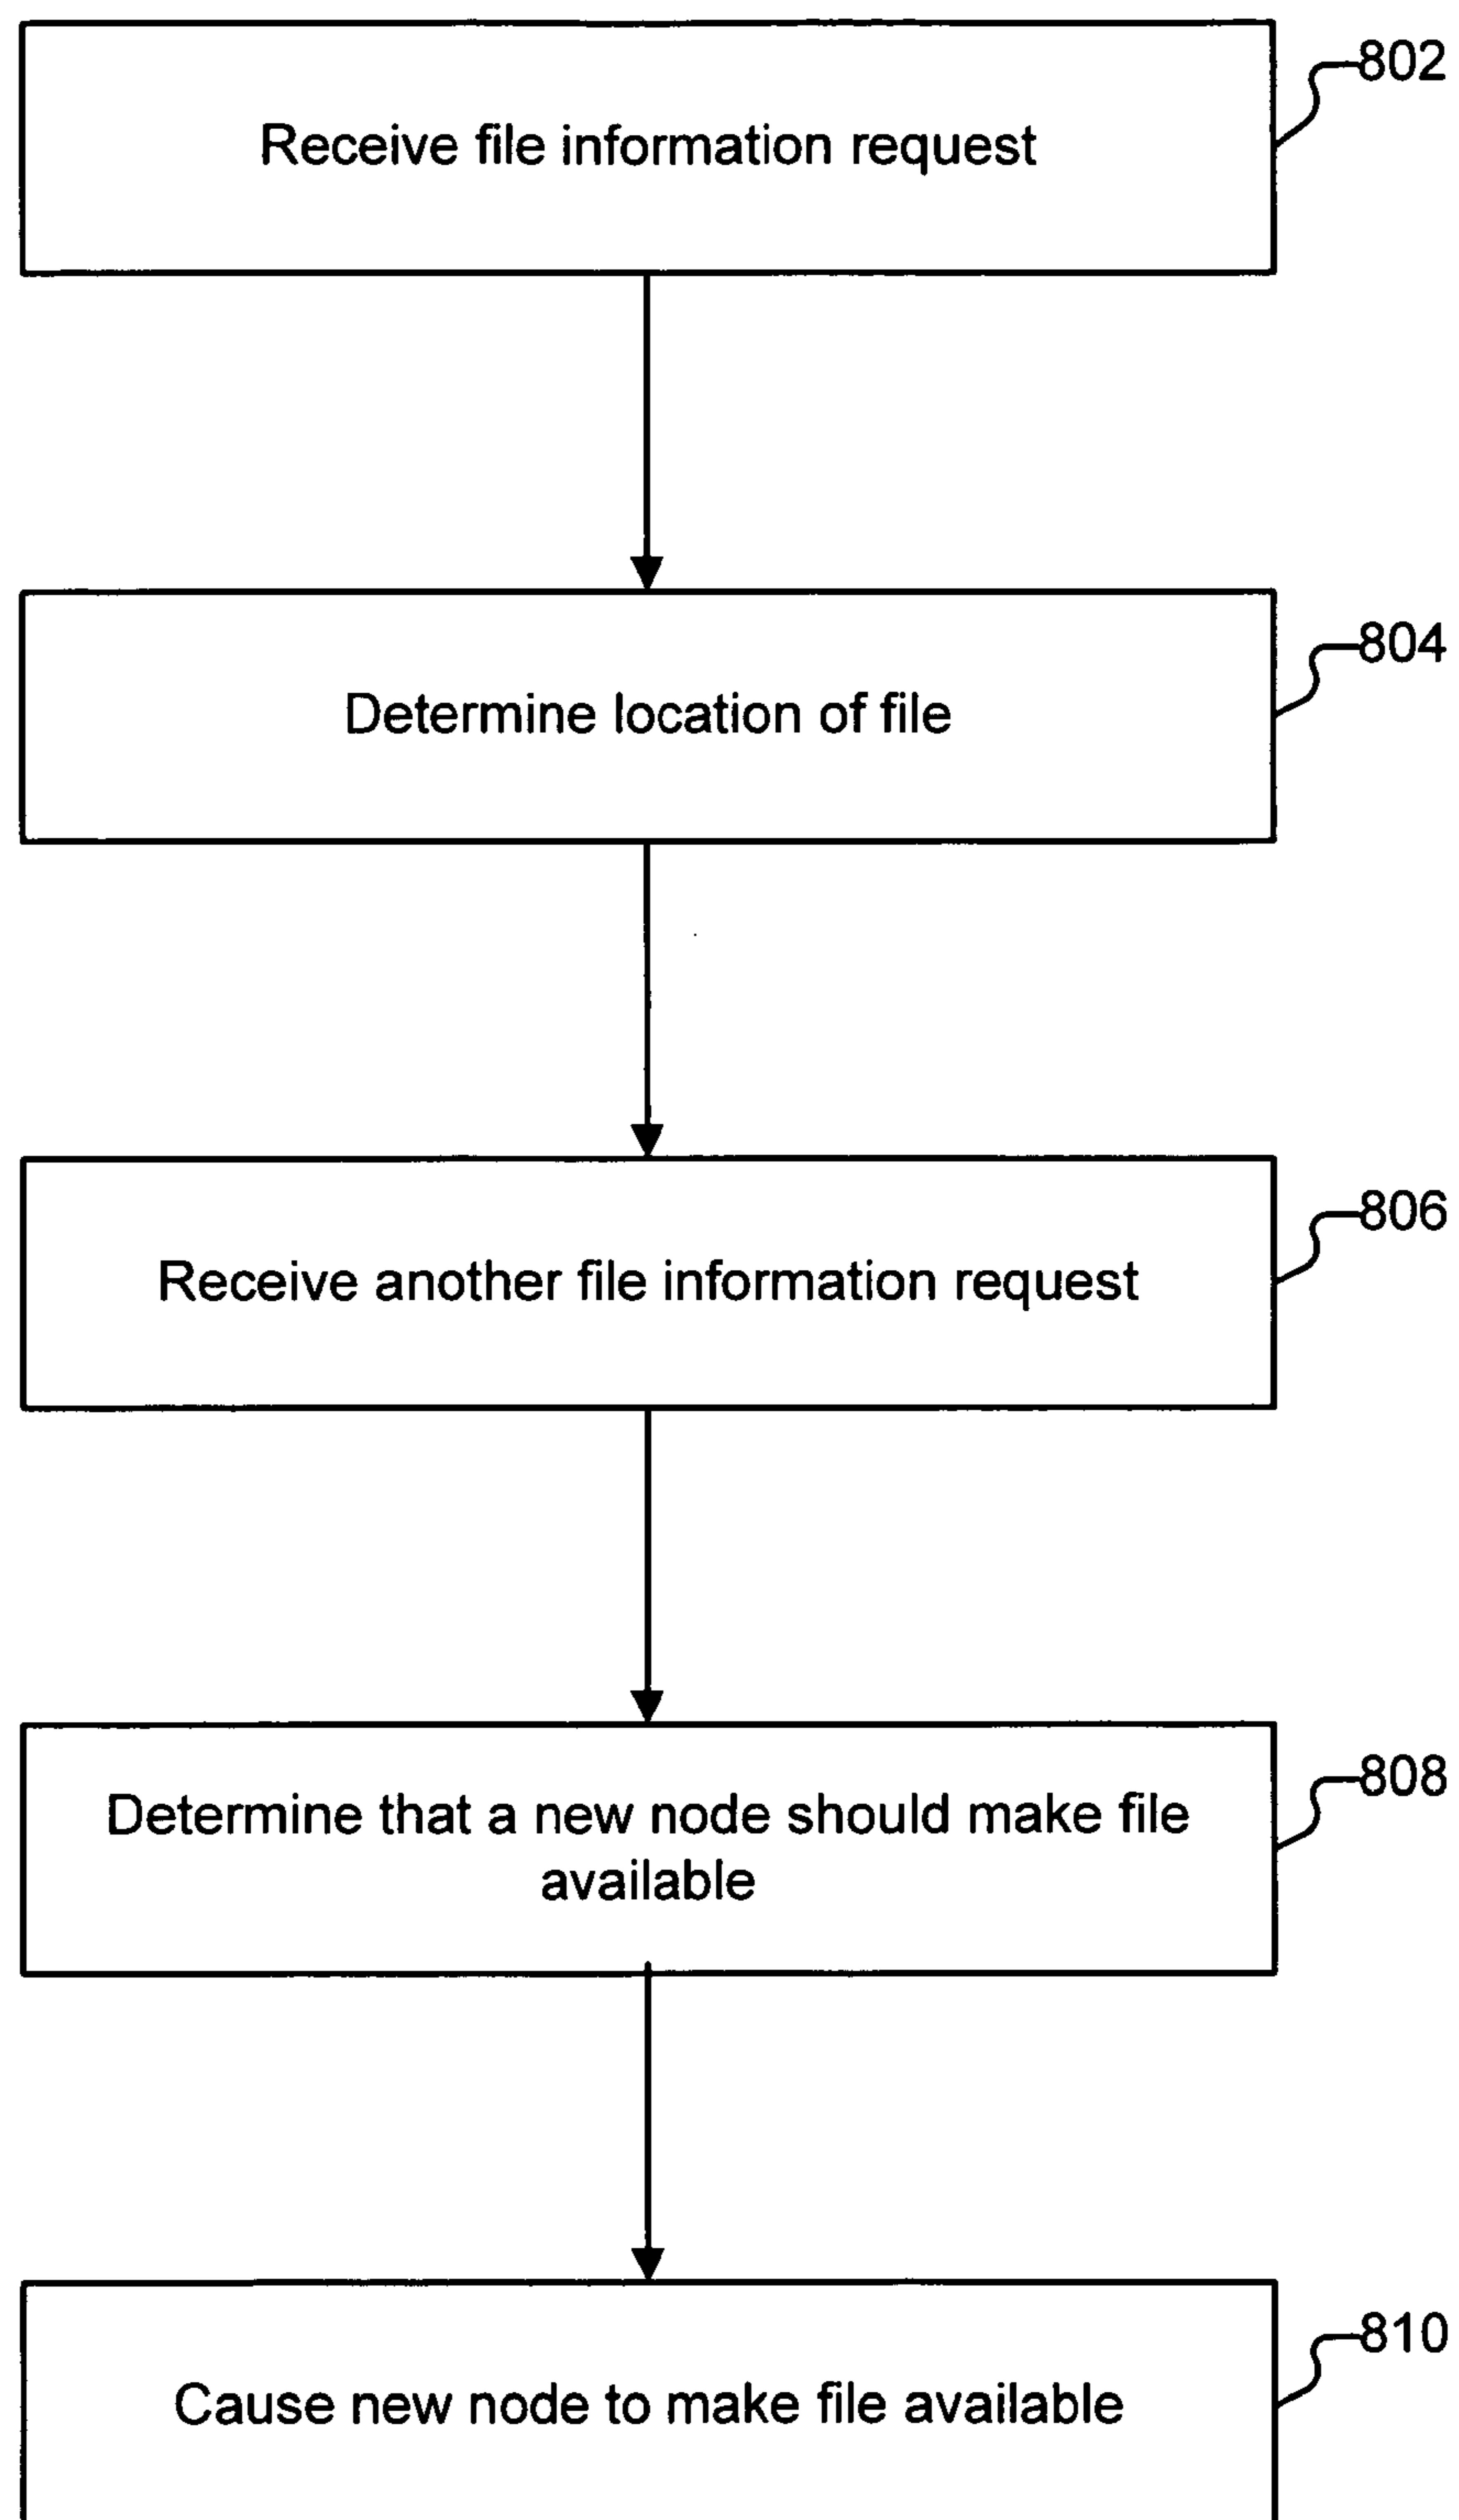 802
Receive file information request
804
Determine location of file
806
Receive another file information request
808
Determine that a new node should make file
available
810
Cause new node to make file available